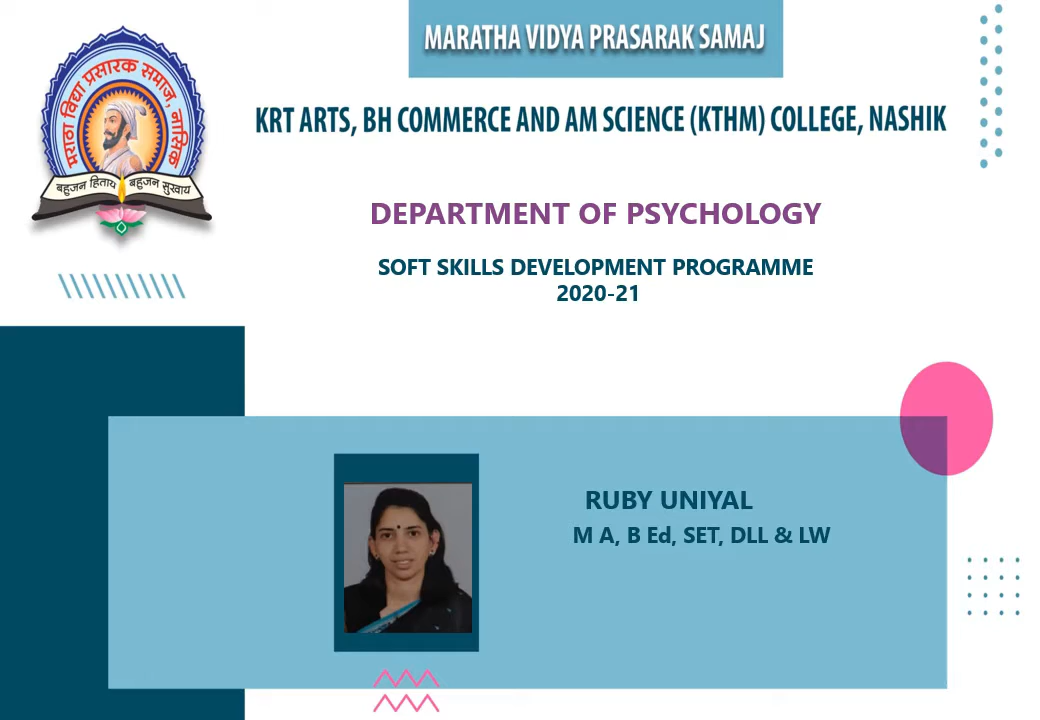 MARATHA VIDYA PRASARAK SAMAJ
मराठा विद्या प्रसारक समाज, नाशिक
KRT ARTS, BH COMMERCE AND AM SCIENCE (KTHM) COLLEGE, NASHIK
बहुजन हिताय बहुजन सुखाय
DEPARTMENT OF PSYCHOLOGY
SOFT SKILLS DEVELOPMENT PROGRAMME
2020-21
RUBY UNIYAL
M A, B Ed, SET, DLL & LW